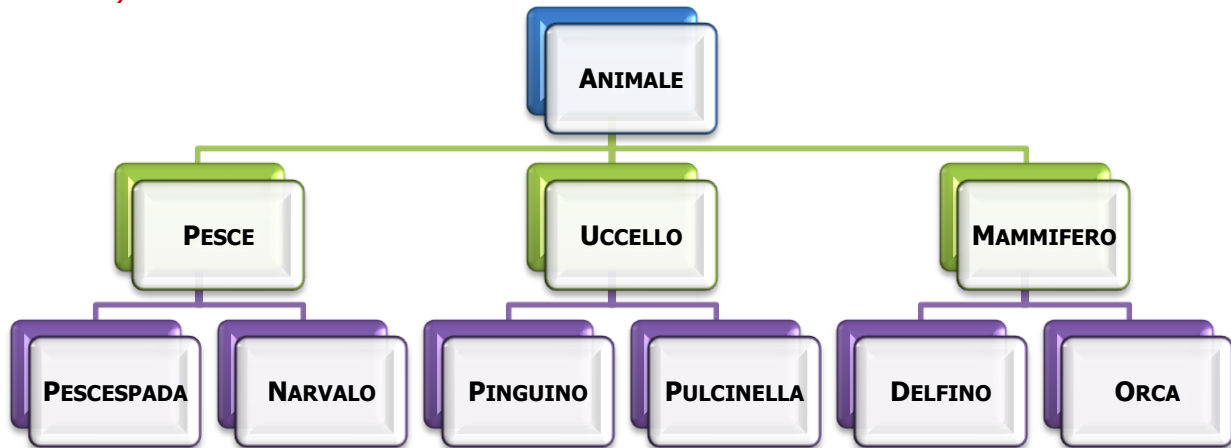 ANIMALE
PESCE
UCCELLO
MAMMIFERO
PESCESPADA
NARVALO
PINGUINO
PULCINELLA
DELFINO
ORCA